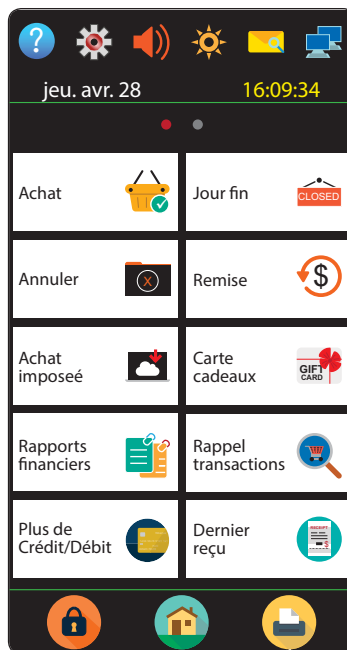 ?
jeu. avr. 28 16:09:34
Achat
Jour fin
CLOSED
Annuler
X
Remise
$
Achat
imposeé
Carte
cadeaux
GIFT
CARD
Rapports
financiers
Rappel
transactions
Plus de
Crédit/Débit
Dernier
reçu
RECEIPT
$